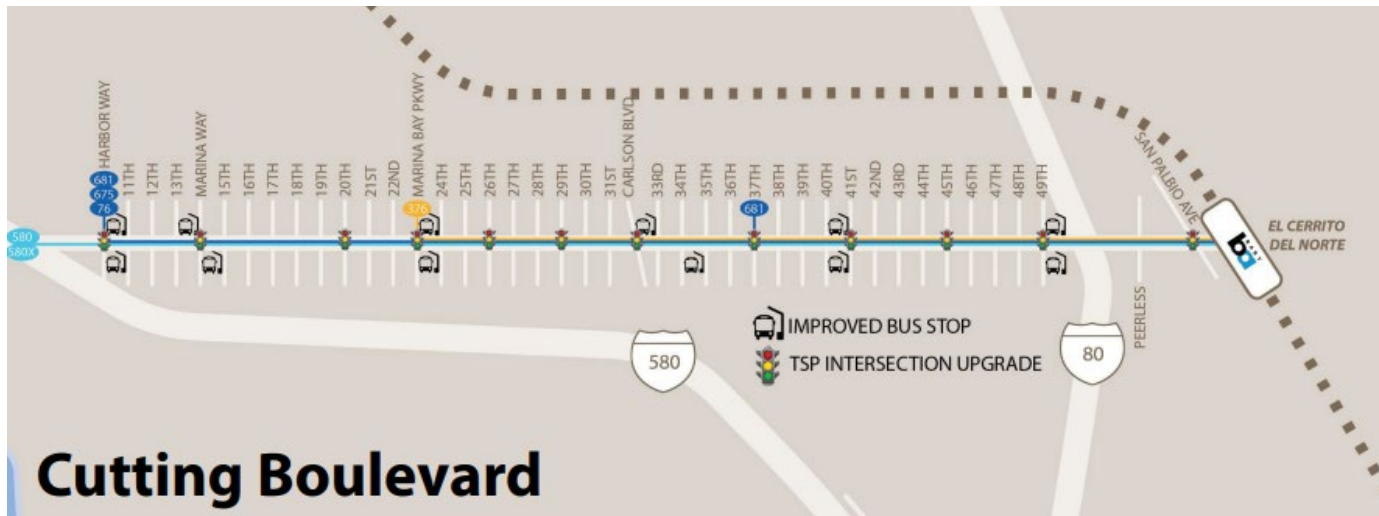 HARBOR WAY
11TH
12TH
13TH
MARINA WAY
15TH
16TH
17TH
18TH
19TH
20TH
21ST
22ND
MARINA BAY PKWY
24TH
25TH
26TH
27TH
28TH
29TH
30TH
31ST
CARLSON BLVD
33RD
34TH
35TH
36TH
37TH
38TH
39TH
40TH
41ST
42ND
43RD
44TH
45TH
46TH
47TH
48TH
49TH
SAN PALBIO AVE
681
675
76
376
681
580
580X
EL CERRITO
DEL NORTE
BART
ba
PEERLESS
IMPROVED BUS STOP
TSP INTERSECTION UPGRADE
580
80
Cutting Boulevard